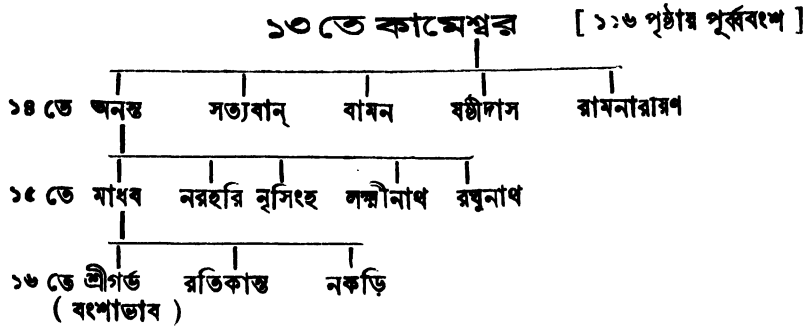 ১৩ তে কামেশ্বর [ ১১৬ পৃষ্ঠায় পূর্ব্ববংশ ]
১৪ তে অনন্ত সত্যবান্ বামন ষষ্ঠীদাস রামনারায়ণ
১৫ তে মাধব নরহরি নৃসিংহ লক্ষ্মীনাথ রঘুনাথ
১৬ তে শ্রীগর্ভ রতিকান্ত নকড়ি
( বংশাভাব )